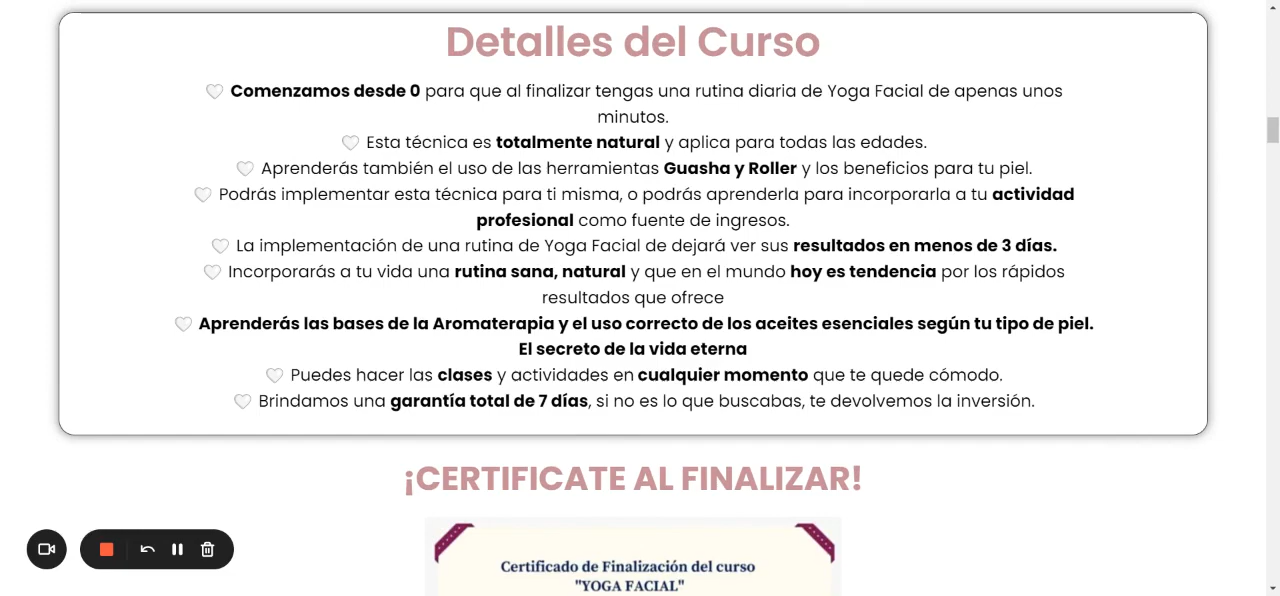 Detalles del Curso
Comenzamos desde 0 para que al finalizar tengas una rutina diaria de Yoga Facial de apenas unos
minutos.
Esta técnica es totalmente natural y aplica para todas las edades.
Aprenderás también el uso de las herramientas Guasha y Roller y los beneficios para tu piel.
Podrás implementar esta técnica para ti misma, o podrás aprenderla para incorporarla a tu actividad
profesional como fuente de ingresos.
La implementación de una rutina de Yoga Facial de dejará ver sus resultados en menos de 3 días.
Incorporarás a tu vida una rutina sana, natural y que en el mundo hoy es tendencia por los rápidos
resultados que ofrece
Aprenderás las bases de la Aromaterapia y el uso correcto de los aceites esenciales según tu tipo de piel.
El secreto de la vida eterna
Puedes hacer las clases y actividades en cualquier momento que te quede cómodo.
Brindamos una garantía total de 7 días, si no es lo que buscabas, te devolvemos la inversión.
¡CERTIFICATE AL FINALIZAR!
Certificado de Finalización del curso
"YOGA FACIAL"